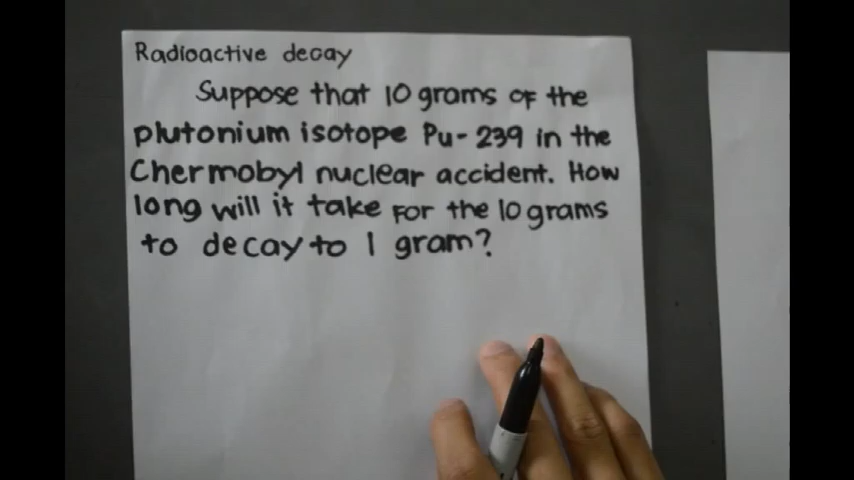 Radioactive decay
Suppose that 10 grams of the
plutonium isotope Pu-239 in the
Chermobyl nuclear accident. How
long will it take for the 10 grams
to decay to 1 gram?